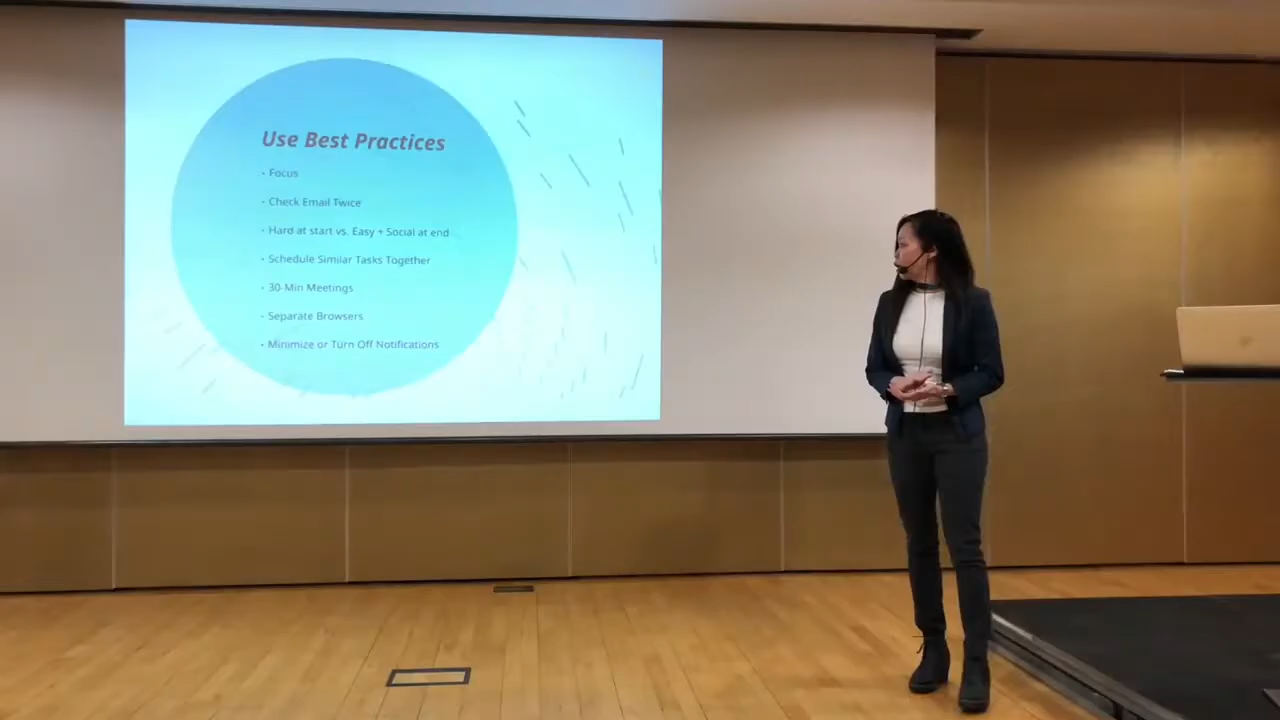 Use Best Practices
· Focus
· Check Email Twice
· Hard at start vs. Easy + Social at end
· Schedule Similar Tasks Together
· 30-Min Meetings
· Separate Browsers
· Minimize or Turn Off Notifications